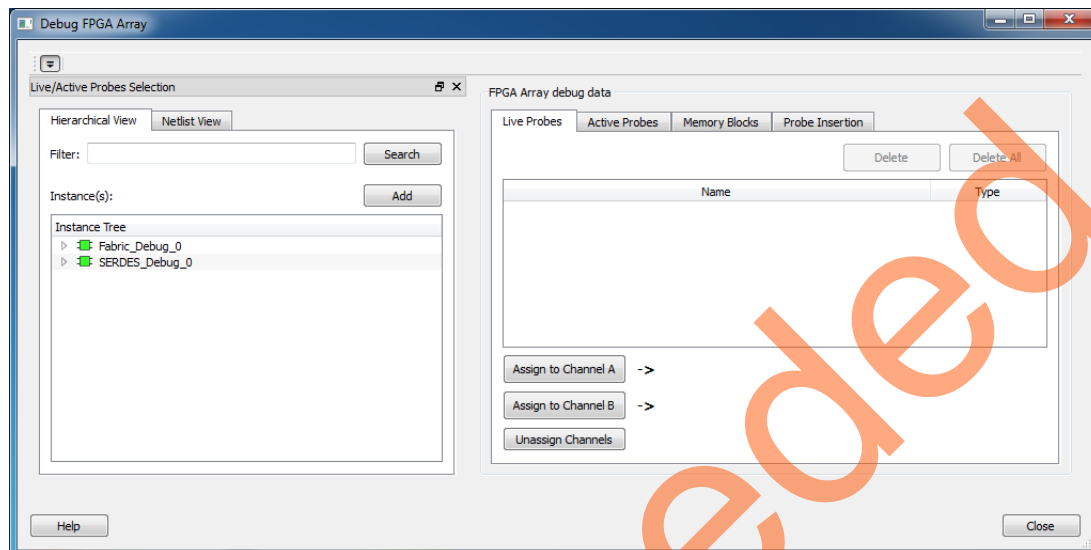 Debug FPGA Array
Live/Active Probes Selection
Hierarchical View Netlist View
Filter: Search
Instance(s): Add
Instance Tree
Fabric_Debug_0
SERDES_Debug_0
FPGA Array debug data
Live Probes Active Probes Memory Blocks Probe Insertion
Delete Delete All
Name Type
Assign to Channel A ->
Assign to Channel B ->
Unassign Channels
Help Close
eded